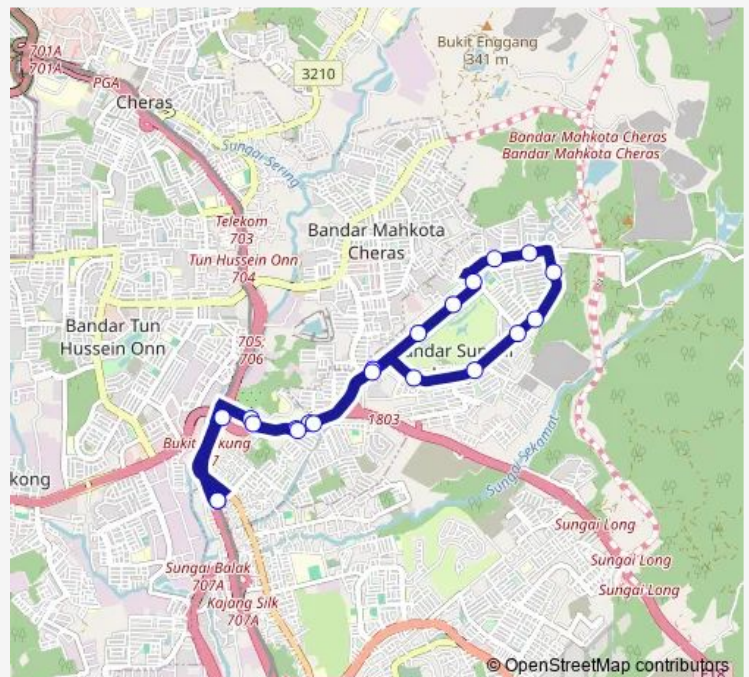 701A
701A
PGA
Cheras
3210
Bukit Enggang
341 m
Sungai Sering
Bandar Mahkota Cheras
Bandar Mahkota Cheras
Telekom
703
Tun Hussein Onn
704
Bandar Mahkota
Cheras
705;
706
Bandar Tun
Hussein Onn
1803
Sungai Sekamat
Bukit
kong
Sungai Long
Sungai Long
Sungai Long
Sungai Balak
707A
Kajang Silk
707A
© OpenStreetMap contributors
E18